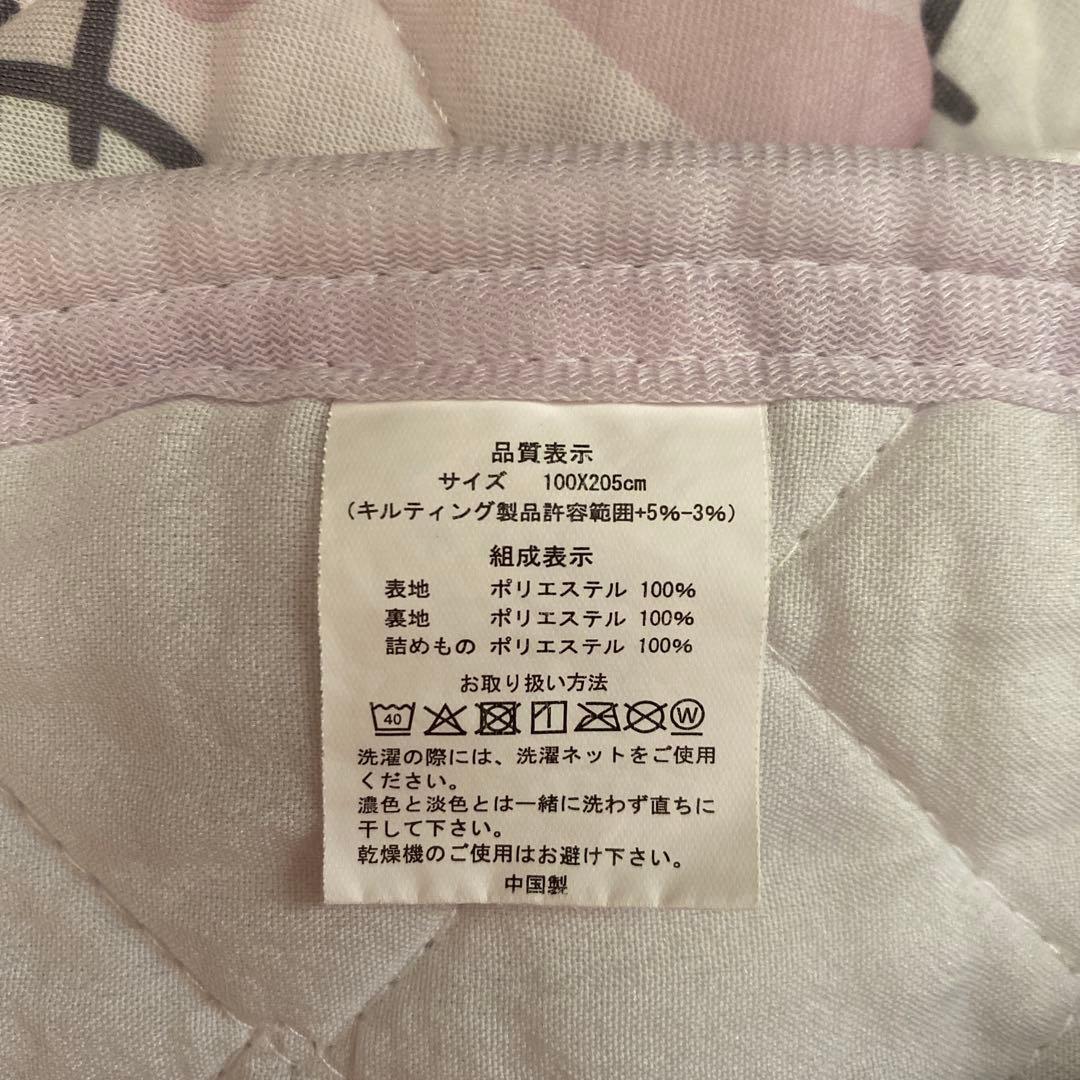 品質表示
サイズ 100X205cm
(キルティング製品許容範囲+5%-3%)
組成表示
表地 ポリエステル 100%
裏地 ポリエステル 100%
詰めもの ポリエステル 100%
お取り扱い方法
40 W
洗濯の際には、洗濯ネットをご使用
ください。
濃色と淡色とは一緒に洗わず直ちに
干して下さい。
乾燥機のご使用はお避け下さい。
中国製